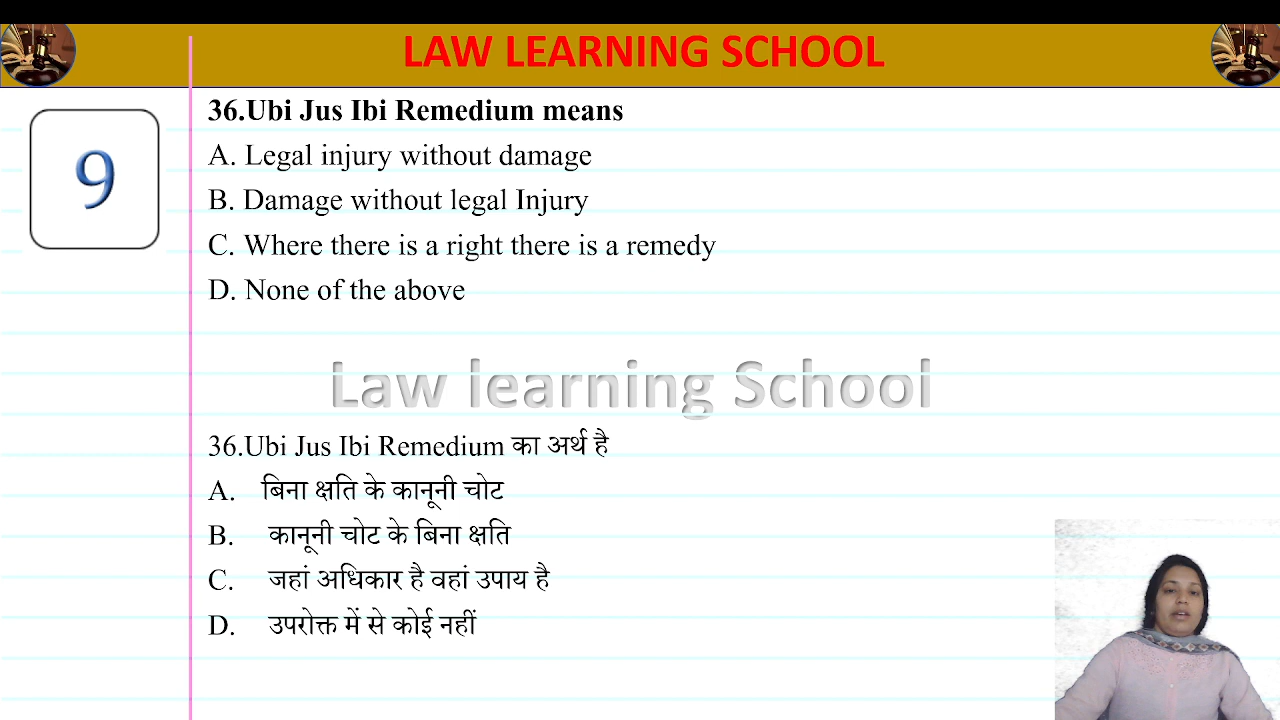 LAW LEARNING SCHOOL
9
36.Ubi Jus Ibi Remedium means
A. Legal injury without damage
B. Damage without legal Injury
C. Where there is a right there is a remedy
D. None of the above
Law learning School
36.Ubi Jus Ibi Remedium का अर्थ है
A. बिना क्षति के कानूनी चोट
B. कानूनी चोट के बिना क्षति
C. जहां अधिकार है वहां उपाय है
D. उपरोक्त में से कोई नहीं